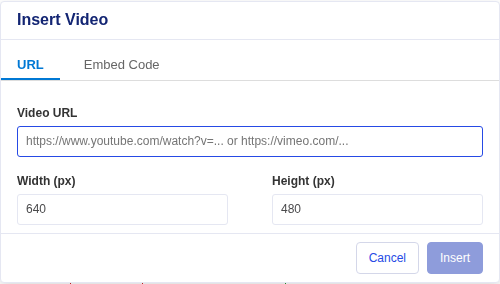 Insert Video
URL Embed Code
Video URL
https://www.youtube.com/watch?v=... or https://vimeo.com/...
Width (px) Height (px)
640 480
Cancel Insert